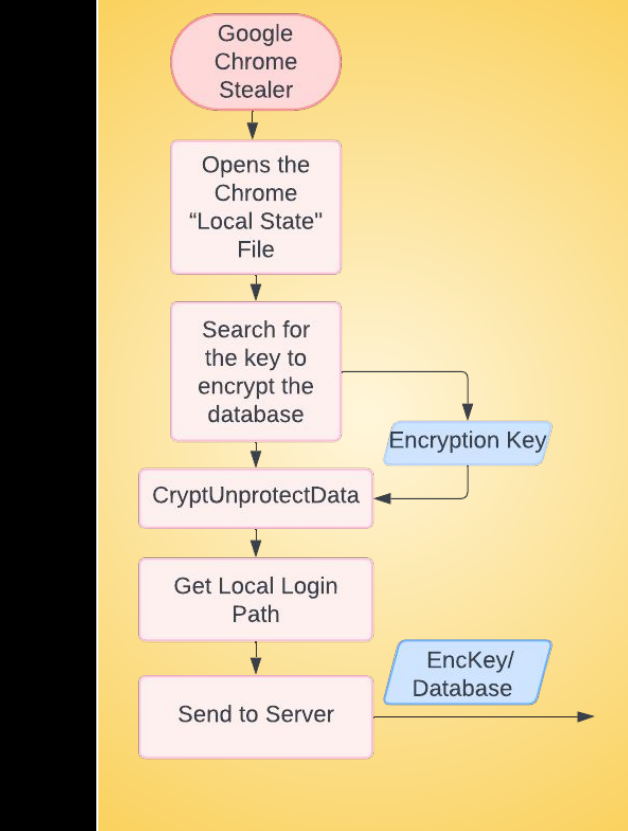 Google
Chrome
Stealer
Opens the
Chrome
“Local State"
File
Search for
the key to
encrypt the
database
Encryption Key
CryptUnprotectData
Get Local Login
Path
EncKey/
Database
Send to Server